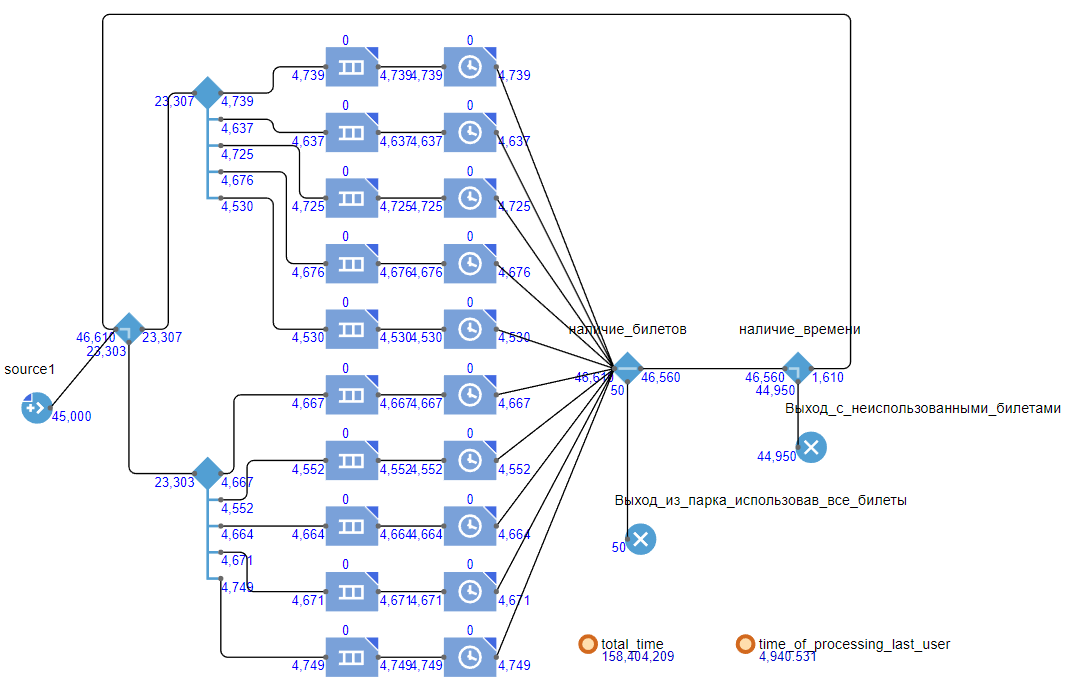 0 0
4,739 4,739 4,739 4,739
23,307 4,739
0 0
4,637
4,637 4,637 4,637 4,637
4,725
0 0
4,676
4,530
4,725 4,725 4,725 4,725
0 0
4,676 4,676 4,676 4,676
0 0
наличие_билетов наличие_времени
46,610 23,307
4,530 4,530 4,530 4,530
23,303
source1
0 0
46,610 46,560 46,560 1,610
50 44,950
4,667 4,667 4,667 4,667
Выход_с_неиспользованными_билетами
45,000
0 0
44,950
4,552 4,552 4,552 4,552
23,303 4,667
0 0
Выход_из_парка_использовав_все_билеты
4,552
4,664 4,664 4,664 4,664
4,664
50
4,671
0 0
4,749
4,671 4,671 4,671 4,671
0 0
total_time time_of_processing_last_user
158,404.209 4,940.531
4,749 4,749 4,749 4,749